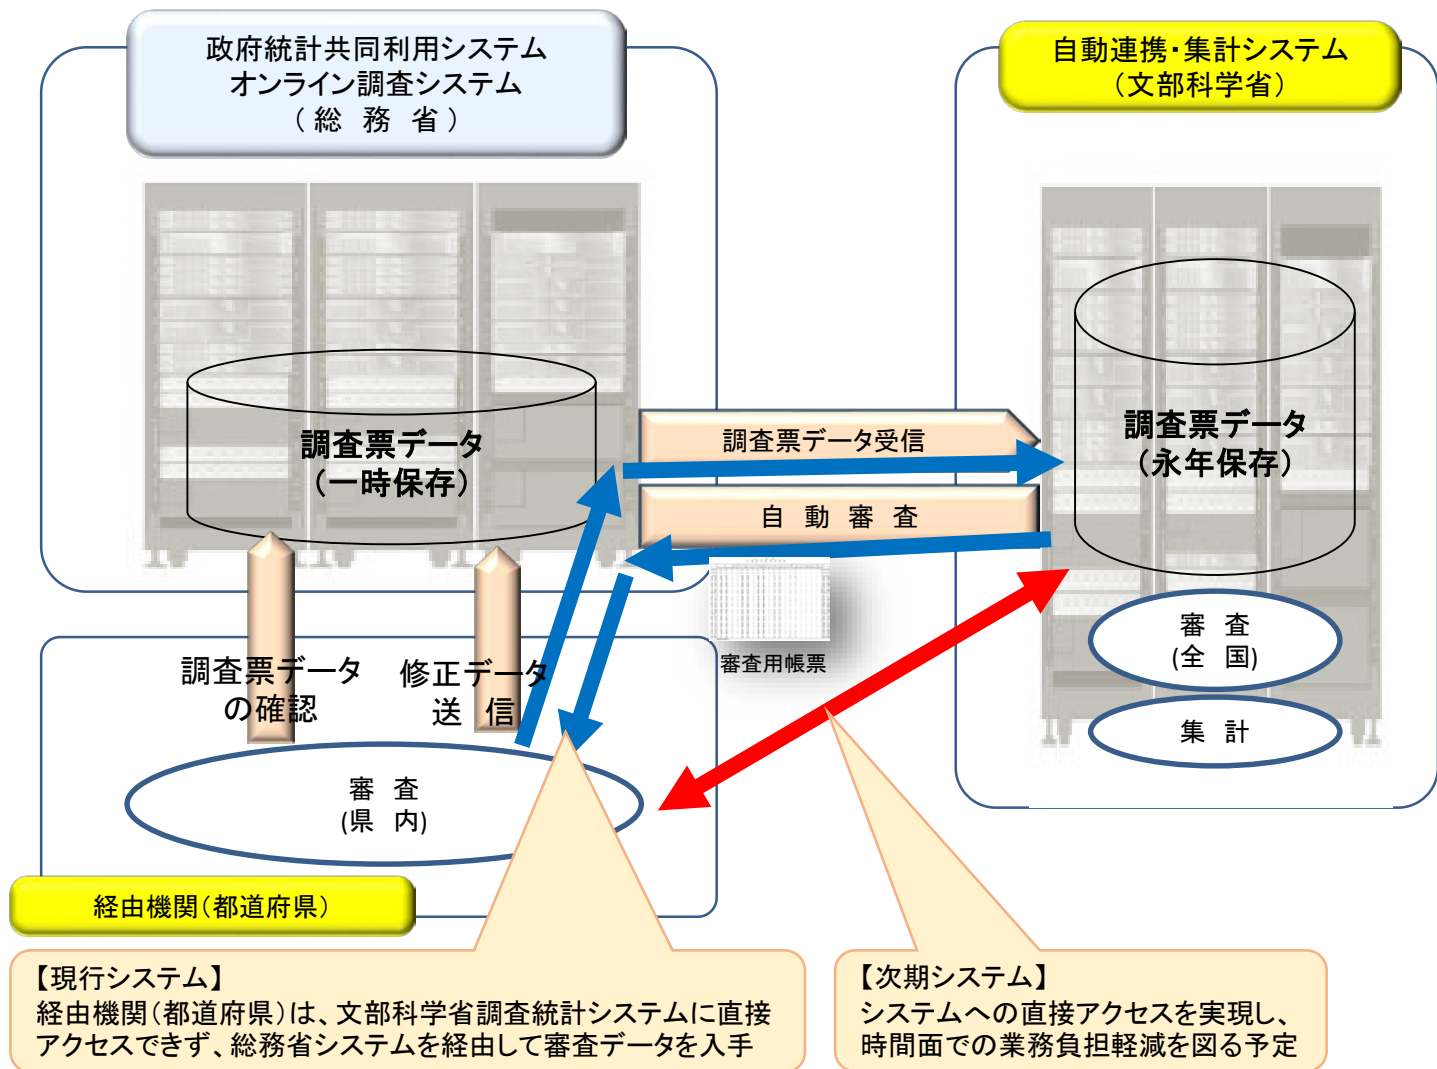 政府統計共同利用システム
オンライン調査システム
（ 総　務　省 ）
自動連携・集計システム
（文部科学省）
調査票データ
（一時保存）
調査票データ受信
自　動　審　査
調査票データ
（永年保存）
審査用帳票
審　査
(全　国)
集　計
調査票データ
の確認
修正データ
送　信
審　査
(県　内)
経由機関（都道府県）
【現行システム】
経由機関（都道府県）は、文部科学省調査統計システムに直接
アクセスできず、総務省システムを経由して審査データを入手
【次期システム】
システムへの直接アクセスを実現し、
時間面での業務負担軽減を図る予定